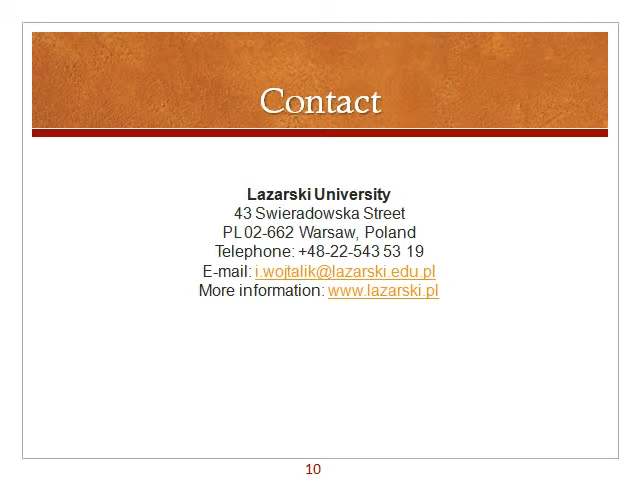 Contact
Lazarski University
43 Swieradowska Street
PL 02-662 Warsaw, Poland
Telephone: +48-22-543 53 19
E-mail: i.wojtalik@lazarski.edu.pl
More information: www.lazarski.pl
10